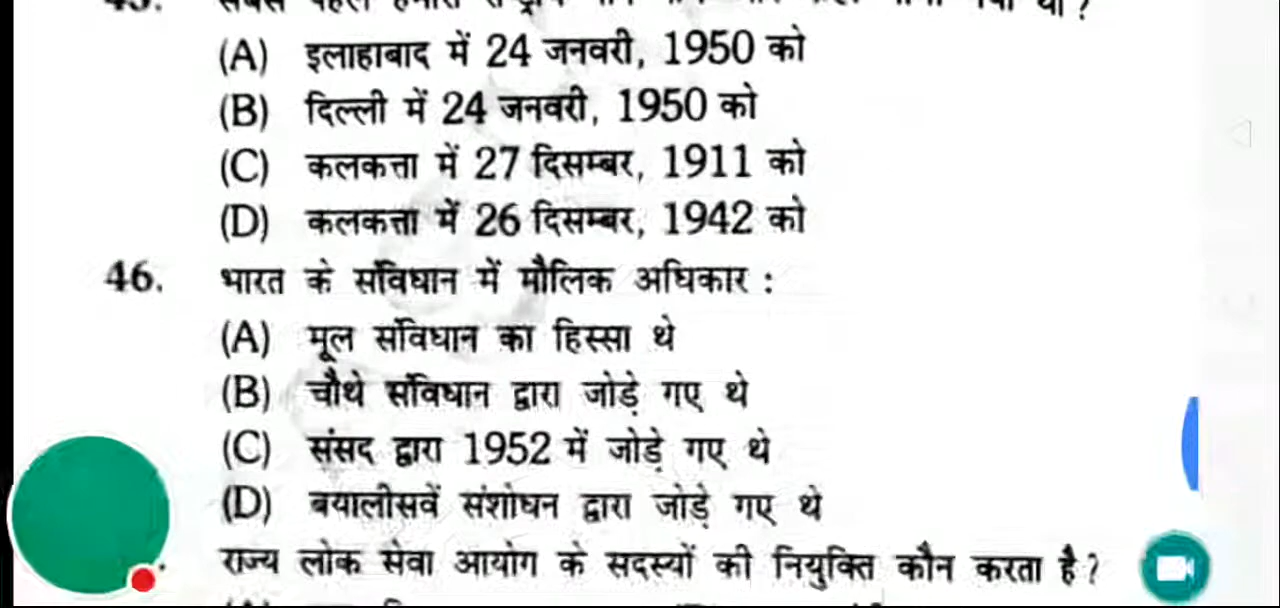 (A) इलाहाबाद में 24 जनवरी, 1950 को
(B) दिल्ली में 24 जनवरी, 1950 को
(C) कलकत्ता में 27 दिसम्बर, 1911 को
(D) कलकत्ता में 26 दिसम्बर, 1942 को
46. भारत के संविधान में मौलिक अधिकार :
(A) मूल संविधान का हिस्सा थे
(B) चौथे संविधान द्वारा जोड़े गए थे
(C) संसद द्वारा 1952 में जोड़े गए थे
(D) बयालीसवें संशोधन द्वारा जोड़े गए थे
राज्य लोक सेवा आयोग के सदस्यों की नियुक्ति कौन करता है?